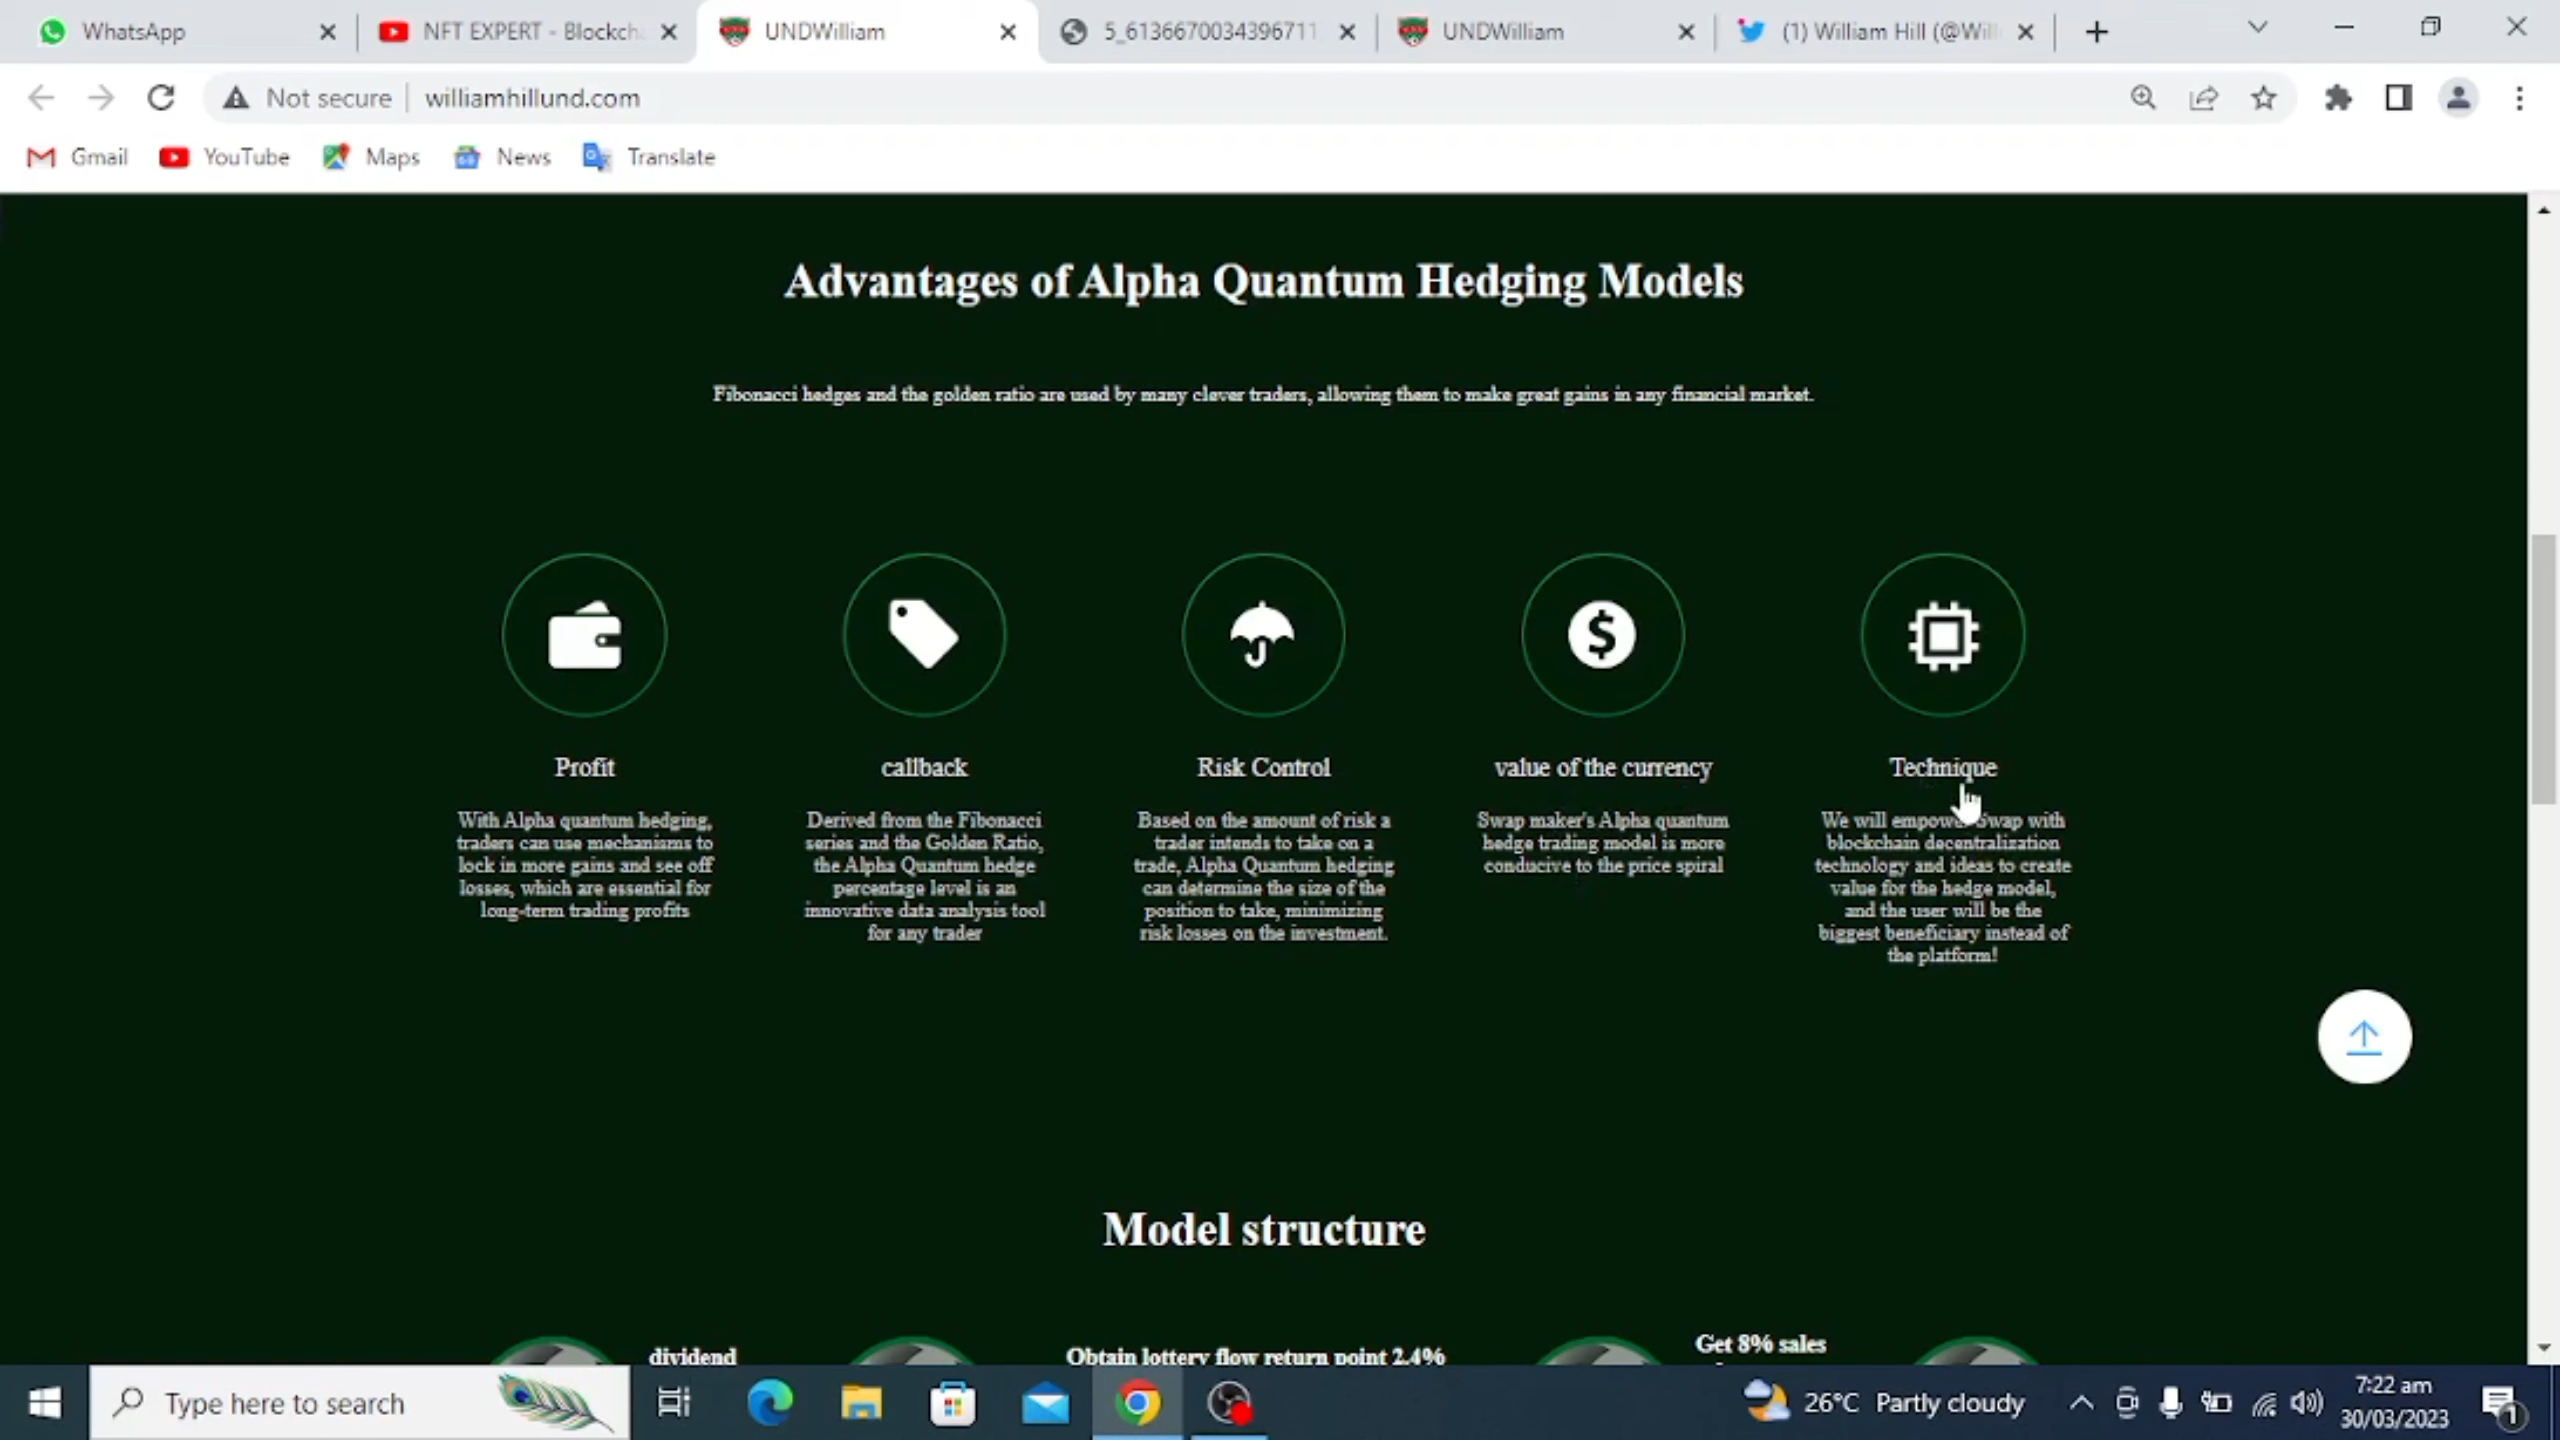 WhatsApp
NFT EXPERT - Blockch
UNDWilliam
5_6136670034396711
UNDWilliam
(1) William Hill (@Will
Not secure
williamhillund.com
Gmail
YouTube
Maps
News
Translate
Advantages of Alpha Quantum Hedging Models
Fibonacci hedges and the golden ratio are used by many clever traders, allowing them to make great gains in any financial market.
Profit
With Alpha quantum hedging,
traders can use mechanisms to
lock in more gains and see off
losses, which are essential for
long-term trading profits
callback
Derived from the Fibonacci
series and the Golden Ratio,
the Alpha Quantum hedge
percentage level is an
innovative data analysis tool
for any trader
Risk Control
Based on the amount of risk a
trader intends to take on a
trade, Alpha Quantum hedging
can determine the size of the
position to take, minimizing
risk losses on the investment.
value of the currency
Swap maker's Alpha quantum
hedge trading model is more
conducive to the price spiral
Technique
We will empower Swap with
blockchain decentralization
technology and ideas to create
value for the hedge model,
and the user will be the
biggest beneficiary instead of
the platform!
Model structure
dividend
Obtain lottery flow return point 2.4%
Get 8% sales
Type here to search
26°C Partly cloudy
7:22 am
30/03/2023
1